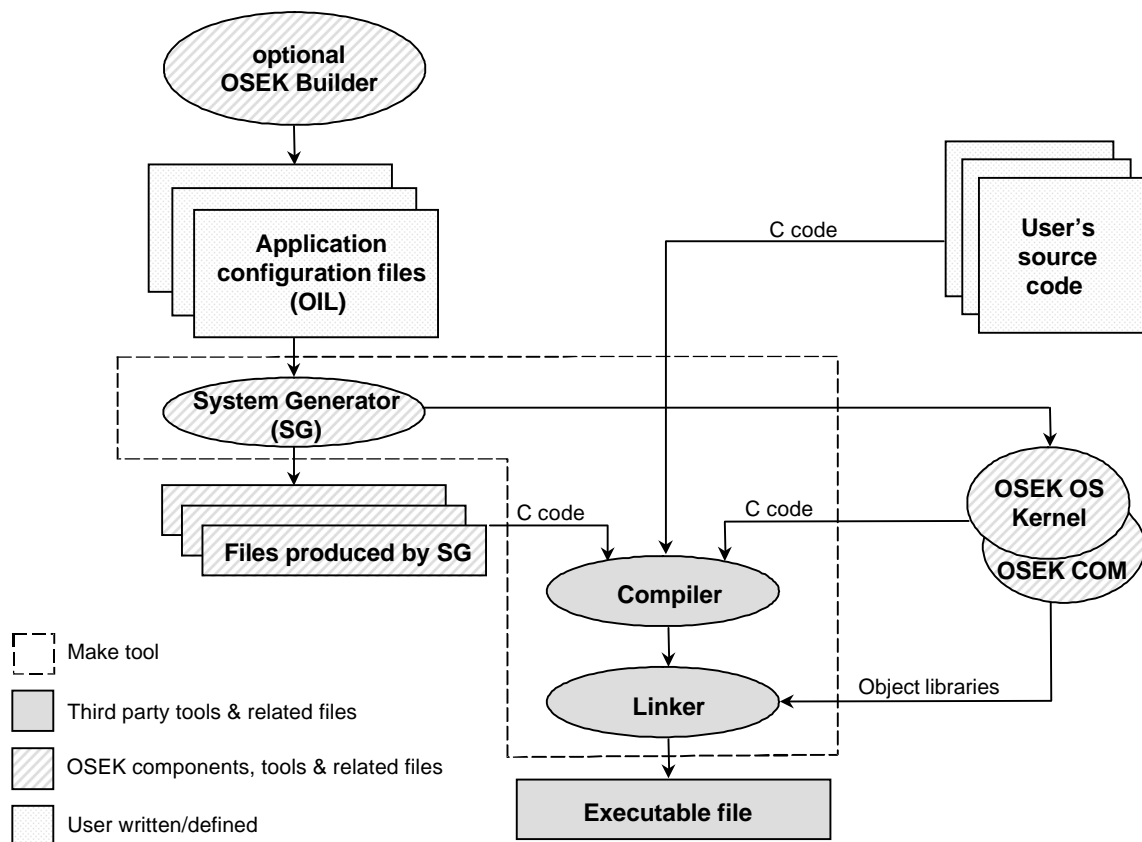 optional
OSEK Builder
Application
configuration files
(OIL)
C code
User's
source
code
System Generator
(SG)
OSEK OS
Kernel
C code
C code
Files produced by SG
OSEK COM
Compiler
Make tool
Object libraries
Linker
Third party tools & related files
OSEK components, tools & related files
Executable file
User written/defined